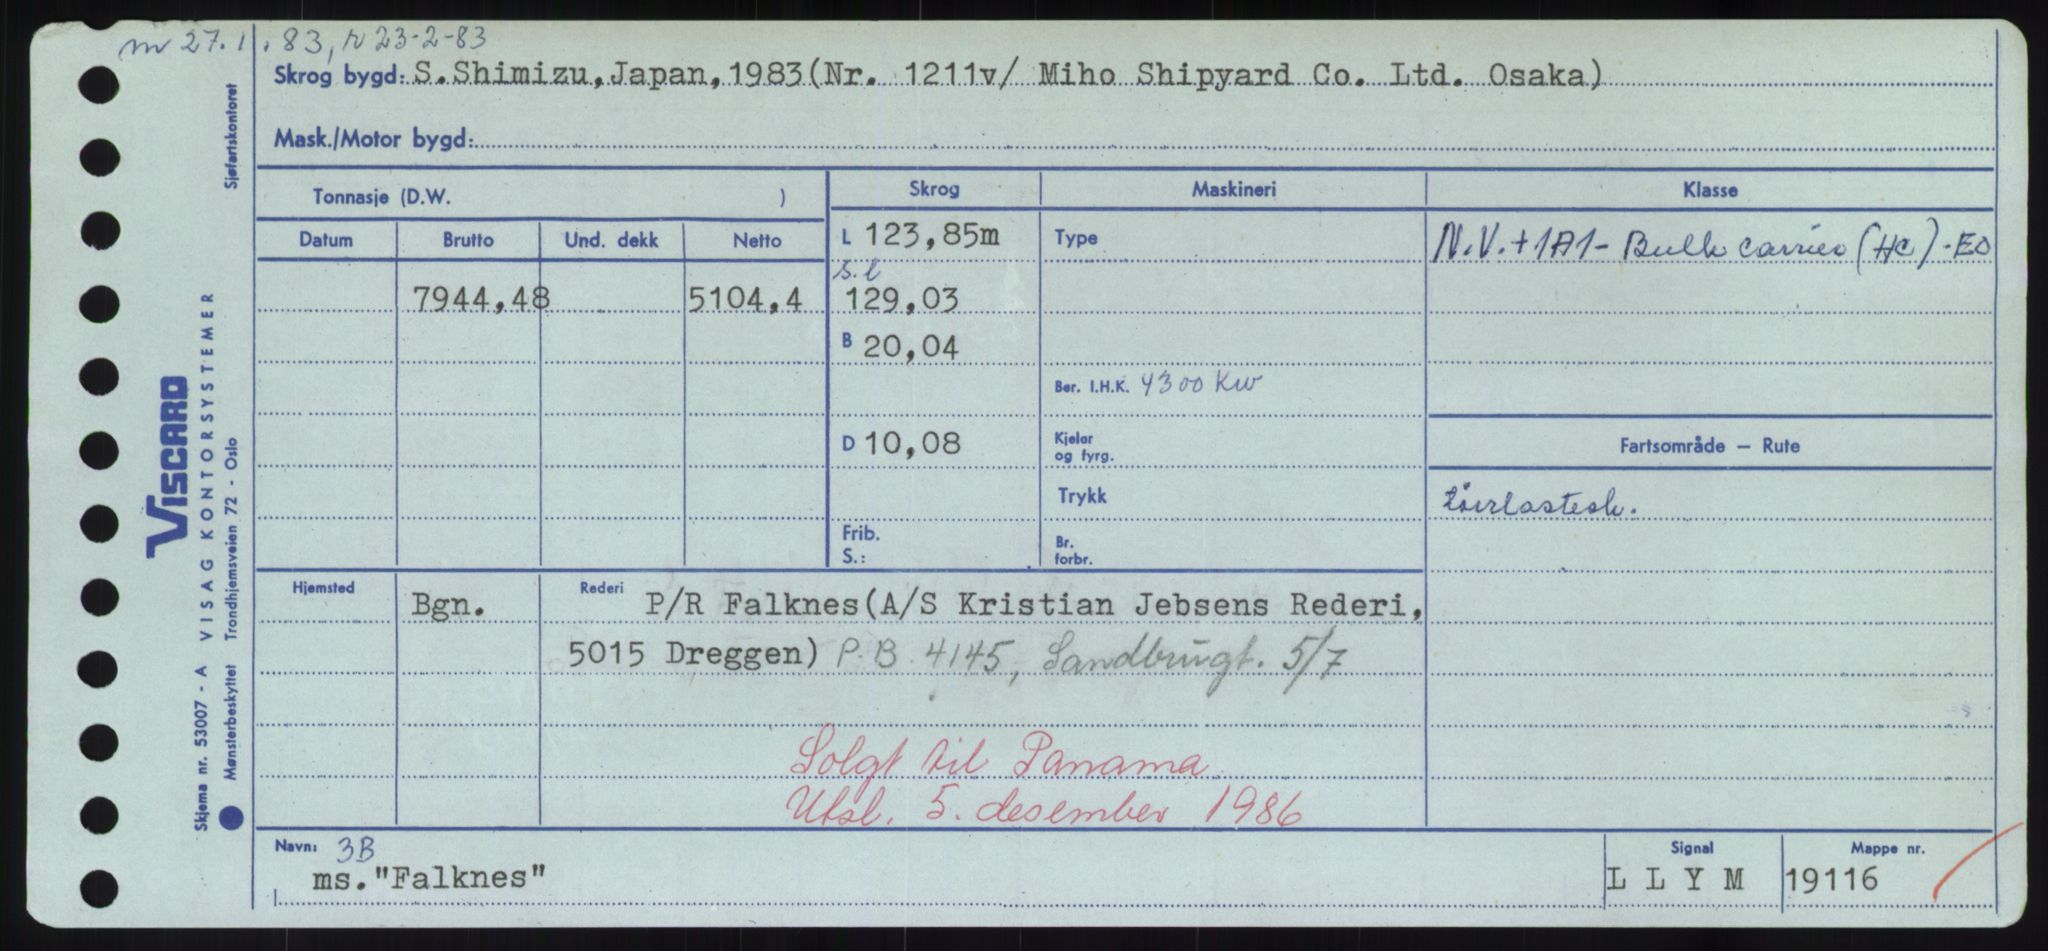 m 27.1.83, r 23-2-83
Skrog bygd: S.Shimizu,Japan,1983(Nr. 1211v/ Miho Shipyard Co. Ltd. Osaka)
Mask./Motor bygd:
Tonnasje (D.W. )
Skrog
Maskineri
Klasse
Datum
Brutto
Und. dekk
Netto
7944,48
5104,4
L 123,85m
s.l
129,03
B 20,04
D 10,08
Frib.
S.:
Type
Ber. I.H.K. 4300 Kw
Kjeler
og fyrg.
Trykk
Br.
forbr.
N.V.+1A1- Bulk carrier (HC)-EO
Fartsområde — Rute
tørrlastesk.
Hjemsted
Bgn.
Rederi
P/R Falknes(A/S Kristian Jebsens Rederi,
5015 Dreggen) P.B. 4145, Sandbrugt. 5/7
Solgt til Panama
Utsl. 5. desember 1986
Navn: 3B
ms."Falknes"
Signal
L L Y M
Mappe nr.
19116
Sjøfartskontoret
VISCARD
VISAG KONTORSYSTEMER
Trondhjemsveien 72 - Oslo
Skjema nr. 53007 - A
Mønsterbeskyttet